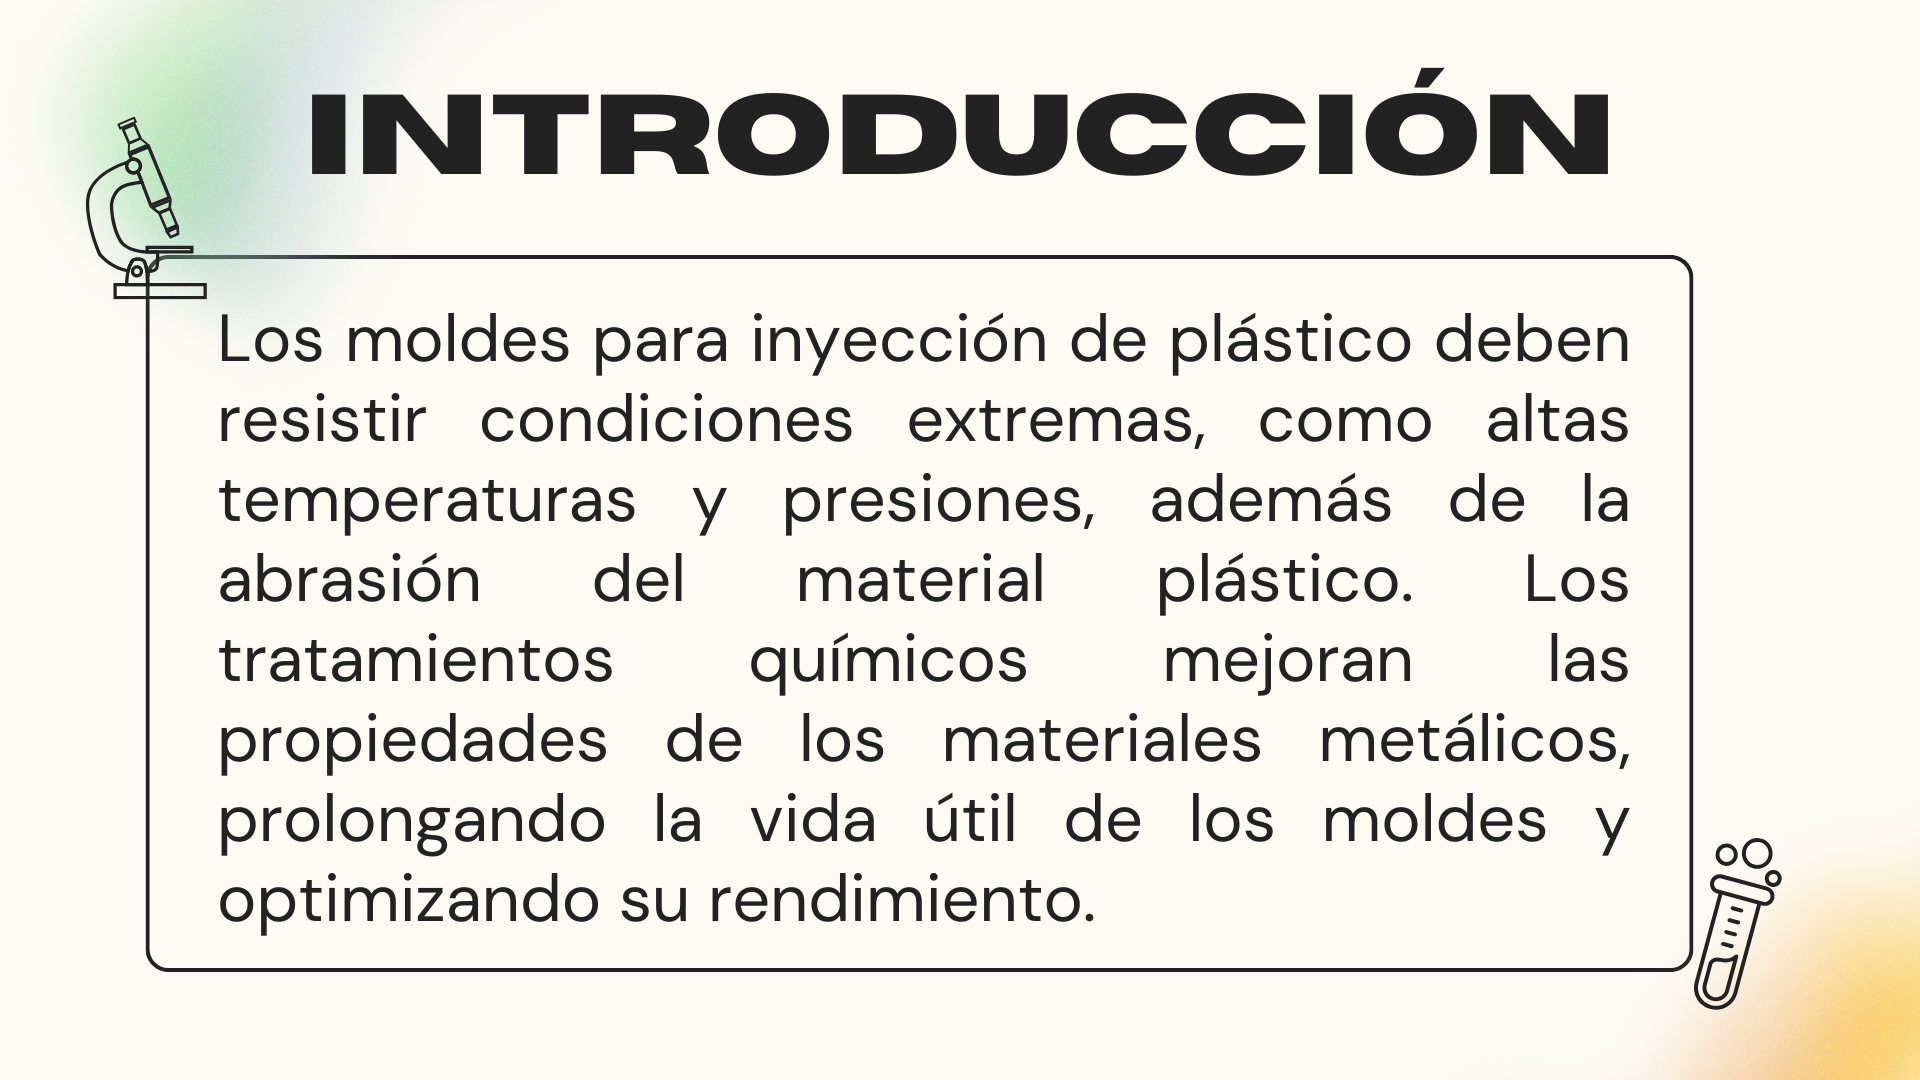 INTRODUCCIÓN
Los moldes para inyección de plástico deben
resistir condiciones extremas, como altas
temperaturas y presiones, además de la
abrasión del material plástico. Los
tratamientos químicos mejoran las
propiedades de los materiales metálicos,
prolongando la vida útil de los moldes y
optimizando su rendimiento.